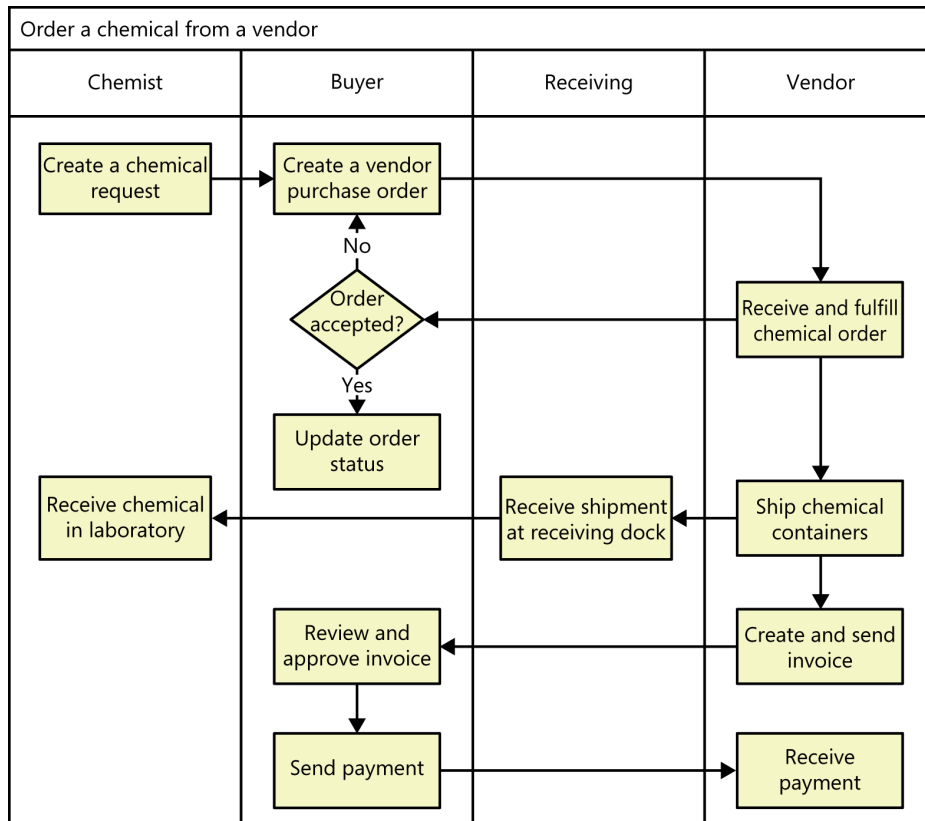 Order a chemical from a vendor
Chemist
Buyer
Receiving
Vendor
Create a chemical
request
Create a vendor
purchase order
No
Order
accepted?
Receive and fulfill
chemical order
Yes
Update order
status
Receive chemical
in laboratory
Receive shipment
at receiving dock
Ship chemical
containers
Review and
approve invoice
Create and send
invoice
Send payment
Receive
payment